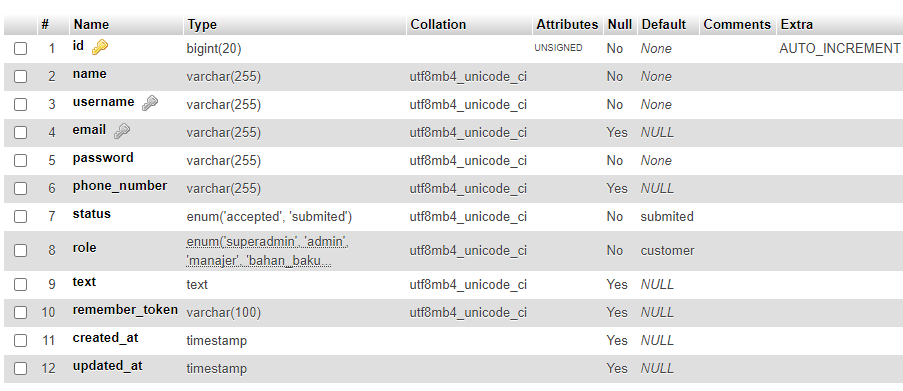 # Name Type Collation Attributes Null Default Comments Extra
1 id bigint(20) UNSIGNED No None AUTO_INCREMENT
2 name varchar(255) utf8mb4_unicode_ci No None
3 username varchar(255) utf8mb4_unicode_ci No None
4 email varchar(255) utf8mb4_unicode_ci Yes NULL
5 password varchar(255) utf8mb4_unicode_ci No None
6 phone_number varchar(255) utf8mb4_unicode_ci Yes NULL
7 status enum('accepted', 'submited') utf8mb4_unicode_ci No submited
8 role enum('superadmin', 'admin', utf8mb4_unicode_ci No customer
'manajer', 'bahan_baku...
9 text text utf8mb4_unicode_ci Yes NULL
10 remember_token varchar(100) utf8mb4_unicode_ci Yes NULL
11 created_at timestamp Yes NULL
12 updated_at timestamp Yes NULL